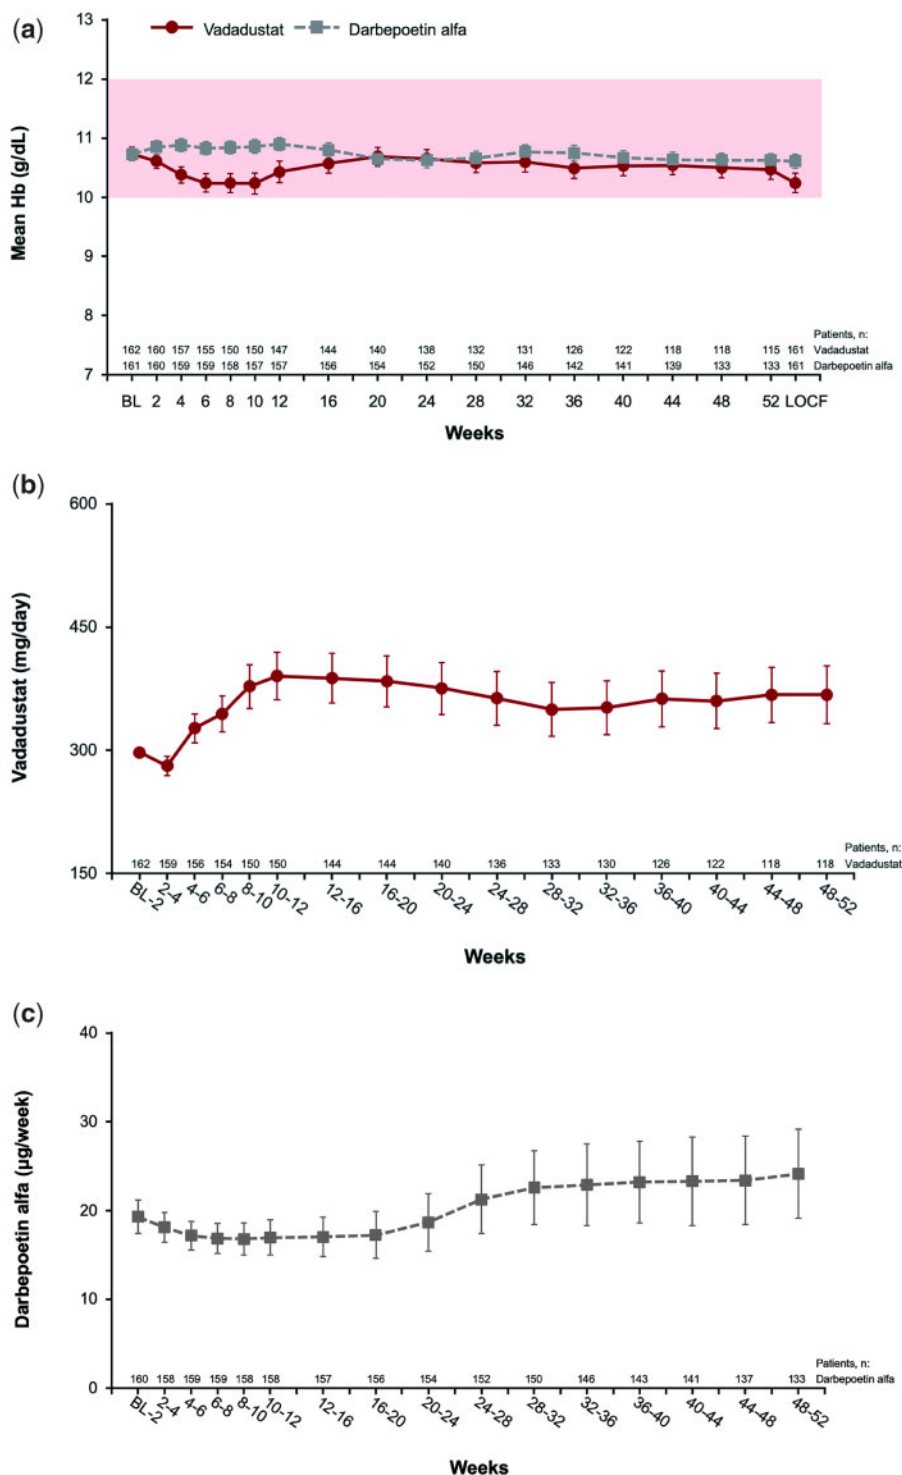 (a)
Vadadustat
Darbepoetin alfa
13
12
11
10
9
8
7
Mean Hb (g/dL)
Patients, n:
162 160 157 155 150 150 147 144 140 138 132 131 126 122 118 118 115 161 Vadadustat
161 160 159 159 158 157 157 156 154 152 150 146 142 141 139 133 133 161 Darbepoetin alfa
BL 2 4 6 8 10 12 16 20 24 28 32 36 40 44 48 52 LOCF
Weeks
(b)
600
450
300
150
Vadadustat (mg/day)
Patients, n:
162 159 156 154 150 150 144 144 140 136 133 130 126 122 118 118 Vadadustat
BL-2 2-4 4-6 6-8 8-10 10-12 12-16 16-20 20-24 24-28 28-32 32-36 36-40 40-44 44-48 48-52
Weeks
(c)
40
30
20
10
0
Darbepoetin alfa (µg/week)
Patients, n:
160 158 159 159 158 158 157 156 154 152 150 146 143 141 137 133 Darbepoetin alfa
BL-2 2-4 4-6 6-8 8-10 10-12 12-16 16-20 20-24 24-28 28-32 32-36 36-40 40-44 44-48 48-52
Weeks